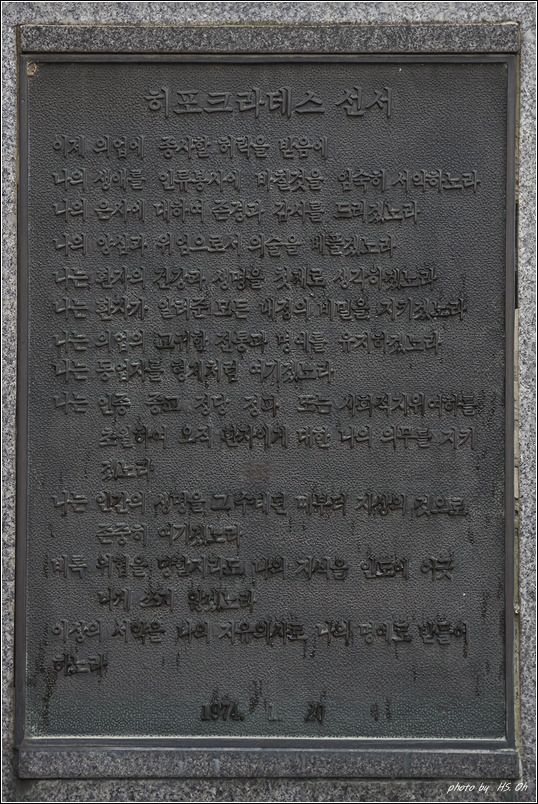 히포크라테스 선서
이제 의업에 종사할 허락을 받음에
나의 생애를 인류봉사에 바칠것을 엄숙히 서약하노라
나의 은사에 대하여 존경과 감사를 드리겠노라
나의 양심과 위엄으로서 의술을 베풀겠노라
나는 환자의 건강과 생명을 첫째로 생각하겠노라
나는 환자가 알려준 모든 내정의 비밀을 지키겠노라
나는 의업의 고귀한 전통과 명예를 유지하겠노라
나는 동업자를 형제처럼 여기겠노라
나는 인종 종교 정당 정파 또는 사회적지위여하를
초월하여 오직 환자에게 대한 나의 의무를 지키
겠노라
나는 인간의 생명을 그 수태된 때부터 지상의 것으로
존중히 여기겠노라
비록 위협을 당할지라도 나의 지식을 인도에 어긋
나게 쓰지 않겠노라
이상의 서약을 나의 자유의사로 나의 명예로 받들어
하노라
1974. 1. 20
photo by HS. Oh